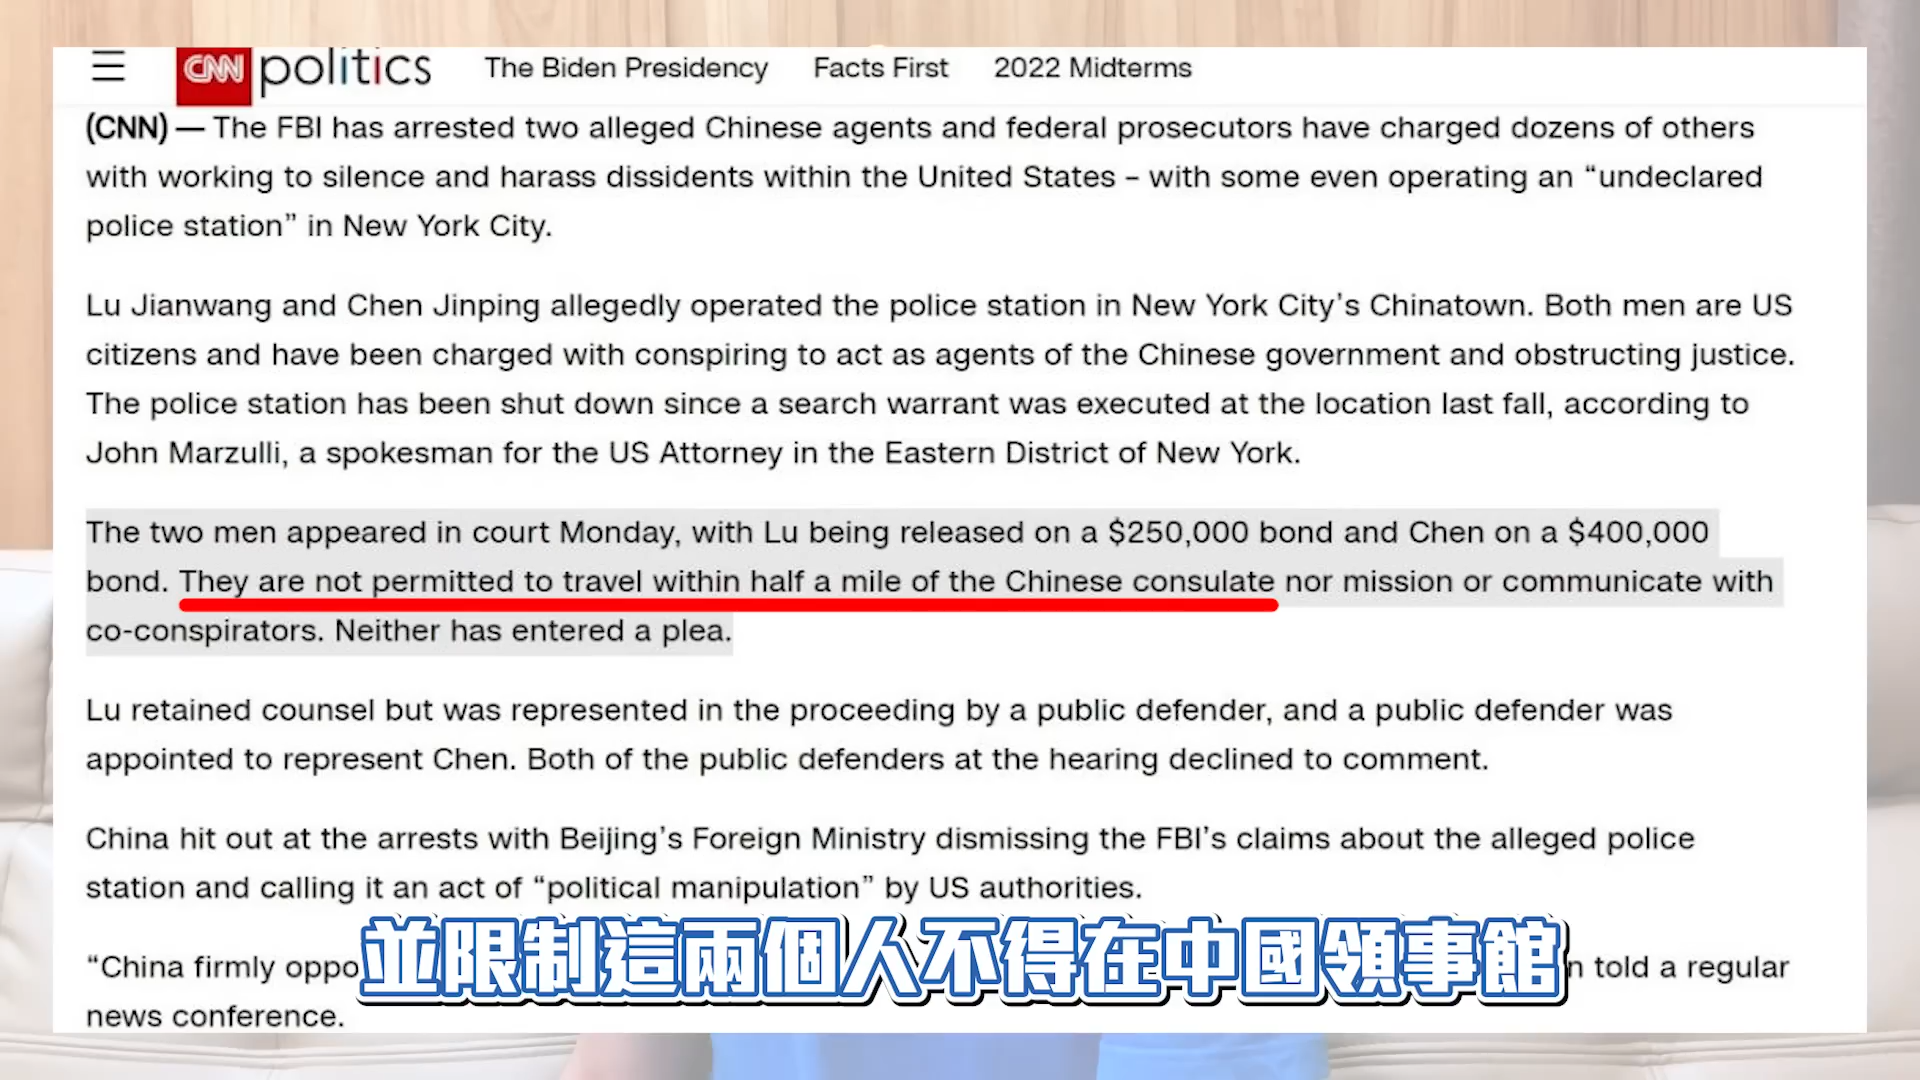 CNN politics The Biden Presidency Facts First 2022 Midterms
(CNN) — The FBI has arrested two alleged Chinese agents and federal prosecutors have charged dozens of others
with working to silence and harass dissidents within the United States – with some even operating an “undeclared
police station” in New York City.
Lu Jianwang and Chen Jinping allegedly operated the police station in New York City’s Chinatown. Both men are US
citizens and have been charged with conspiring to act as agents of the Chinese government and obstructing justice.
The police station has been shut down since a search warrant was executed at the location last fall, according to
John Marzulli, a spokesman for the US Attorney in the Eastern District of New York.
The two men appeared in court Monday, with Lu being released on a $250,000 bond and Chen on a $400,000
bond. They are not permitted to travel within half a mile of the Chinese consulate nor mission or communicate with
co-conspirators. Neither has entered a plea.
Lu retained counsel but was represented in the proceeding by a public defender, and a public defender was
appointed to represent Chen. Both of the public defenders at the hearing declined to comment.
China hit out at the arrests with Beijing’s Foreign Ministry dismissing the FBI’s claims about the alleged police
station and calling it an act of “political manipulation” by US authorities.
“China firmly told a regular
並限制這兩個人不得在中國領事館
news conference.